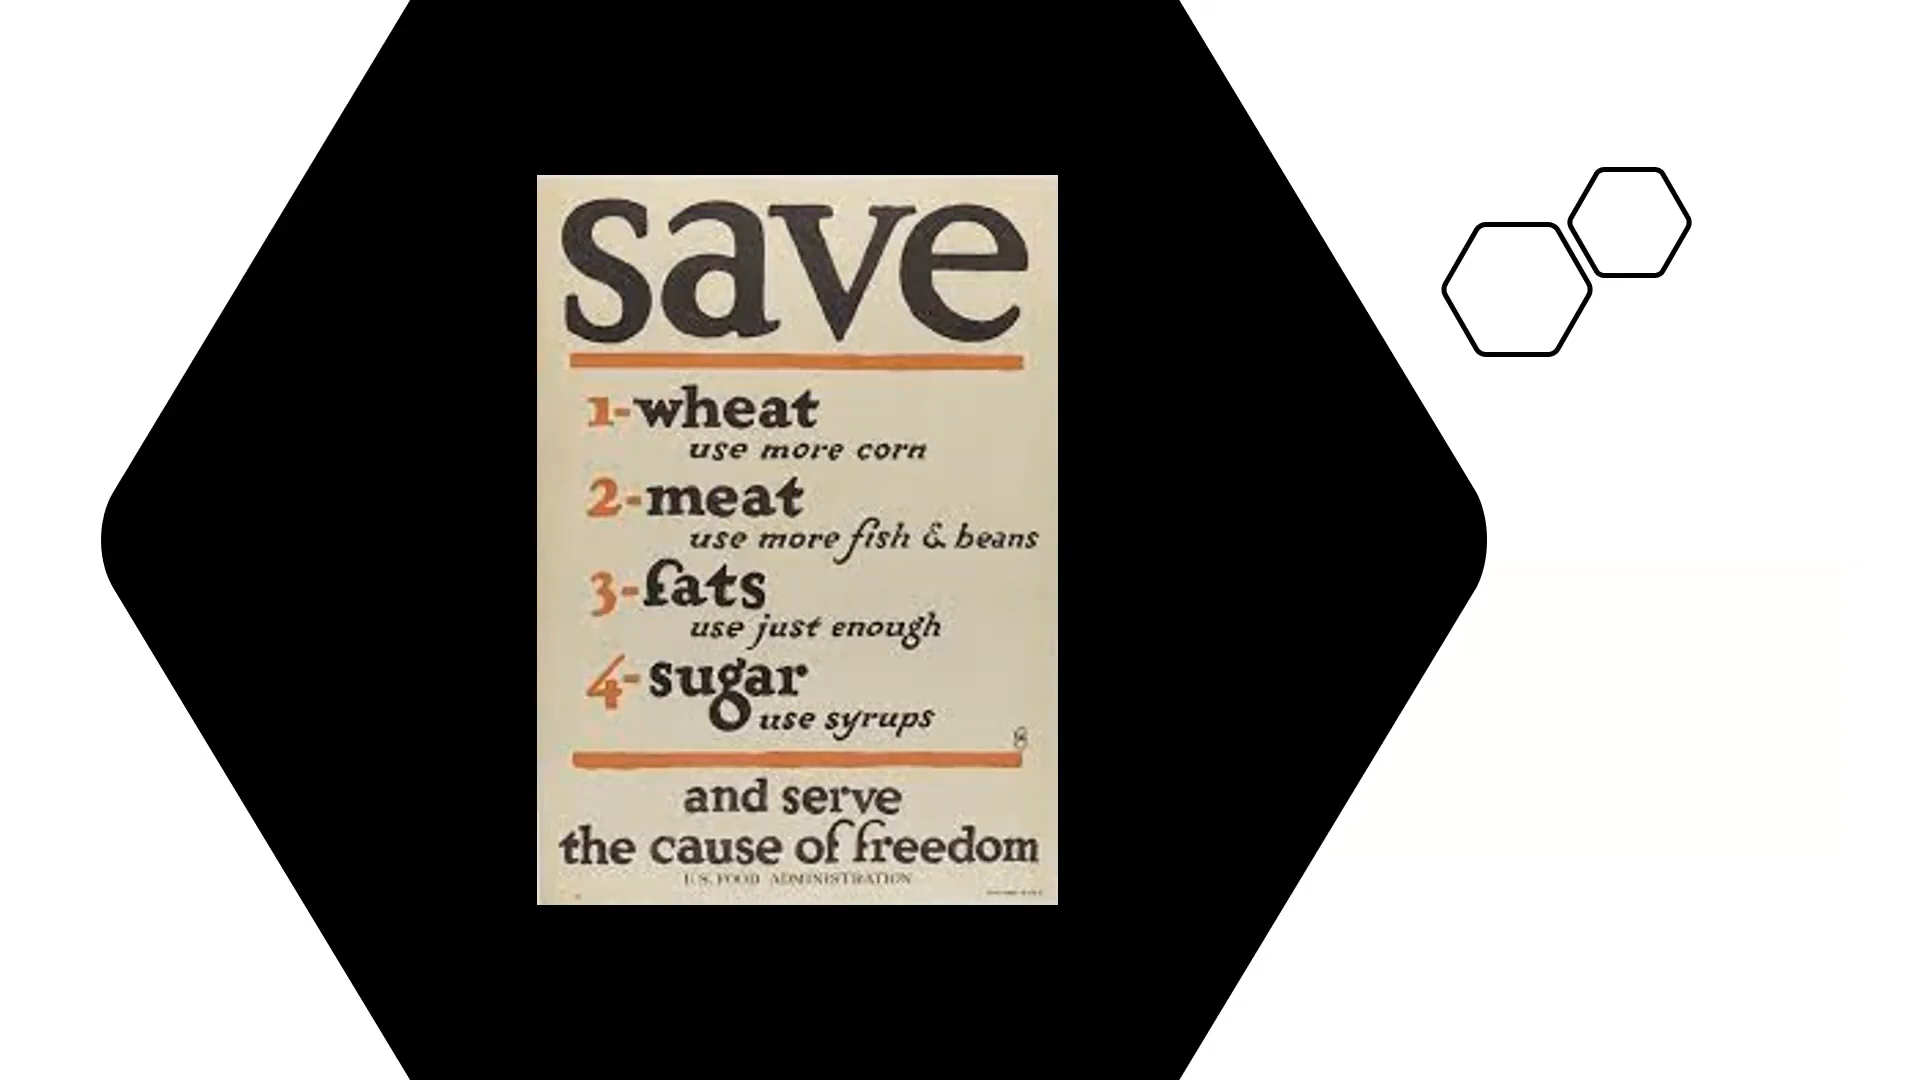 save
1-wheat
use more corn
2-meat
use more fish & beans
3-fats
use just enough
4-sugar
use syrups
and serve
the cause of freedom
U.S. FOOD ADMINISTRATION